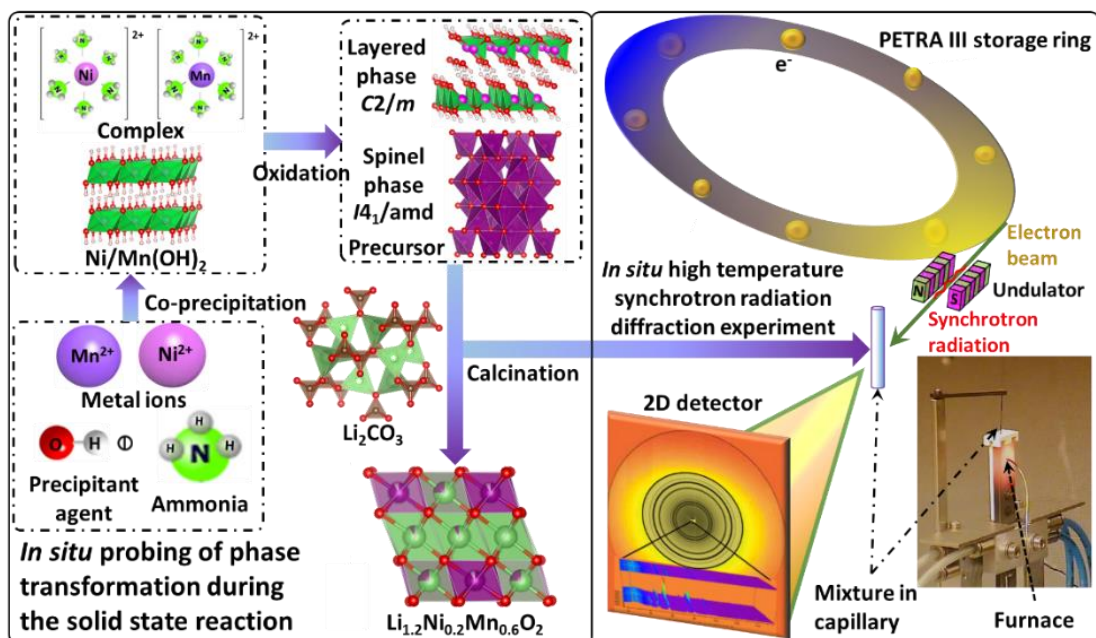 2+
2+
Ni
Mn
N
N
N
N
N
N
Complex
Ni/Mn(OH)₂
Oxidation
Layered
phase
C2/m
Spinel
phase
I4₁/amd
Precursor
Co-precipitation
Mn²⁺
Ni²⁺
Metal ions
O
H
Precipitant
agent
H
H
H
N
Ammonia
Li₂CO₃
Calcination
Li₁.₂Ni₀.₂Mn₀.₆O₂
In situ probing of phase
transformation during
the solid state reaction
PETRA III storage ring
e⁻
Electron
beam
N
S
Undulator
Synchrotron
radiation
In situ high temperature
synchrotron radiation
diffraction experiment
2D detector
Mixture in
capillary
Furnace